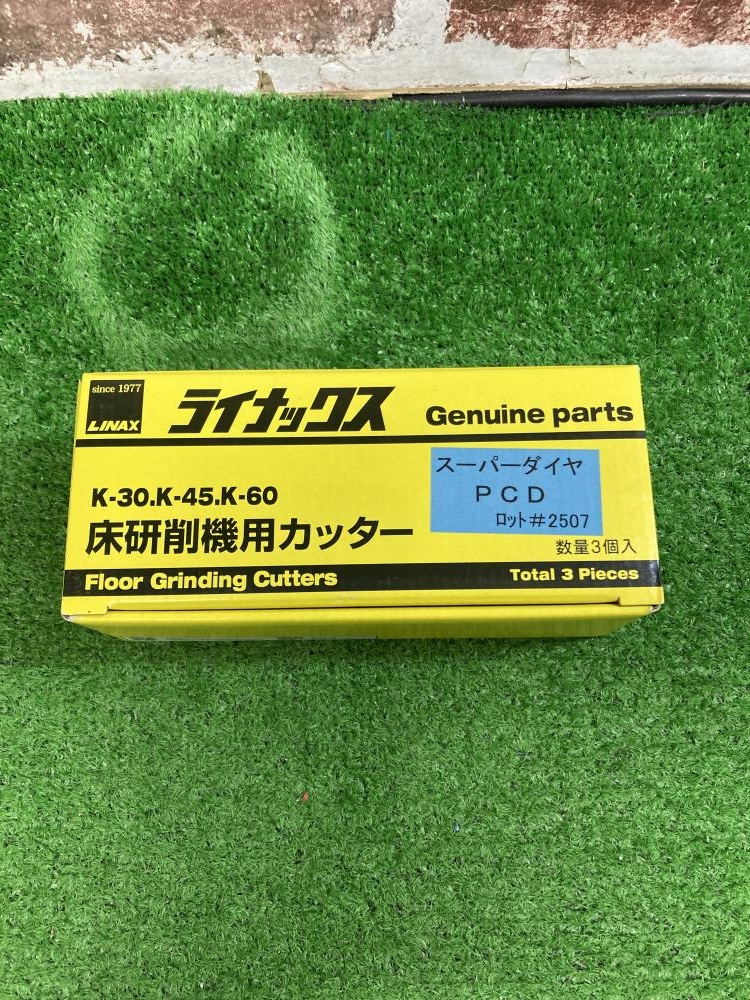 since 1977
LINAX
ライナックス
Genuine parts
K-30.K-45.K-60
床研削機用カッター
スーパーダイヤ
PCD
ロット#2507
数量3個入
Floor Grinding Cutters
Total 3 Pieces